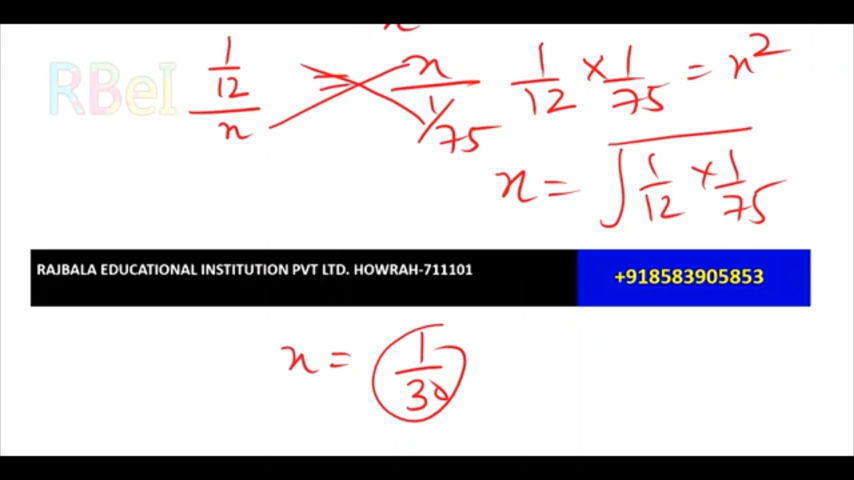 RBeI
1/12 / x = x / 1/75
1/12 × 1/75 = x²
x = √(1/12 × 1/75)
RAJBALA EDUCATIONAL INSTITUTION PVT LTD. HOWRAH-711101
+918583905853
x = 1/30